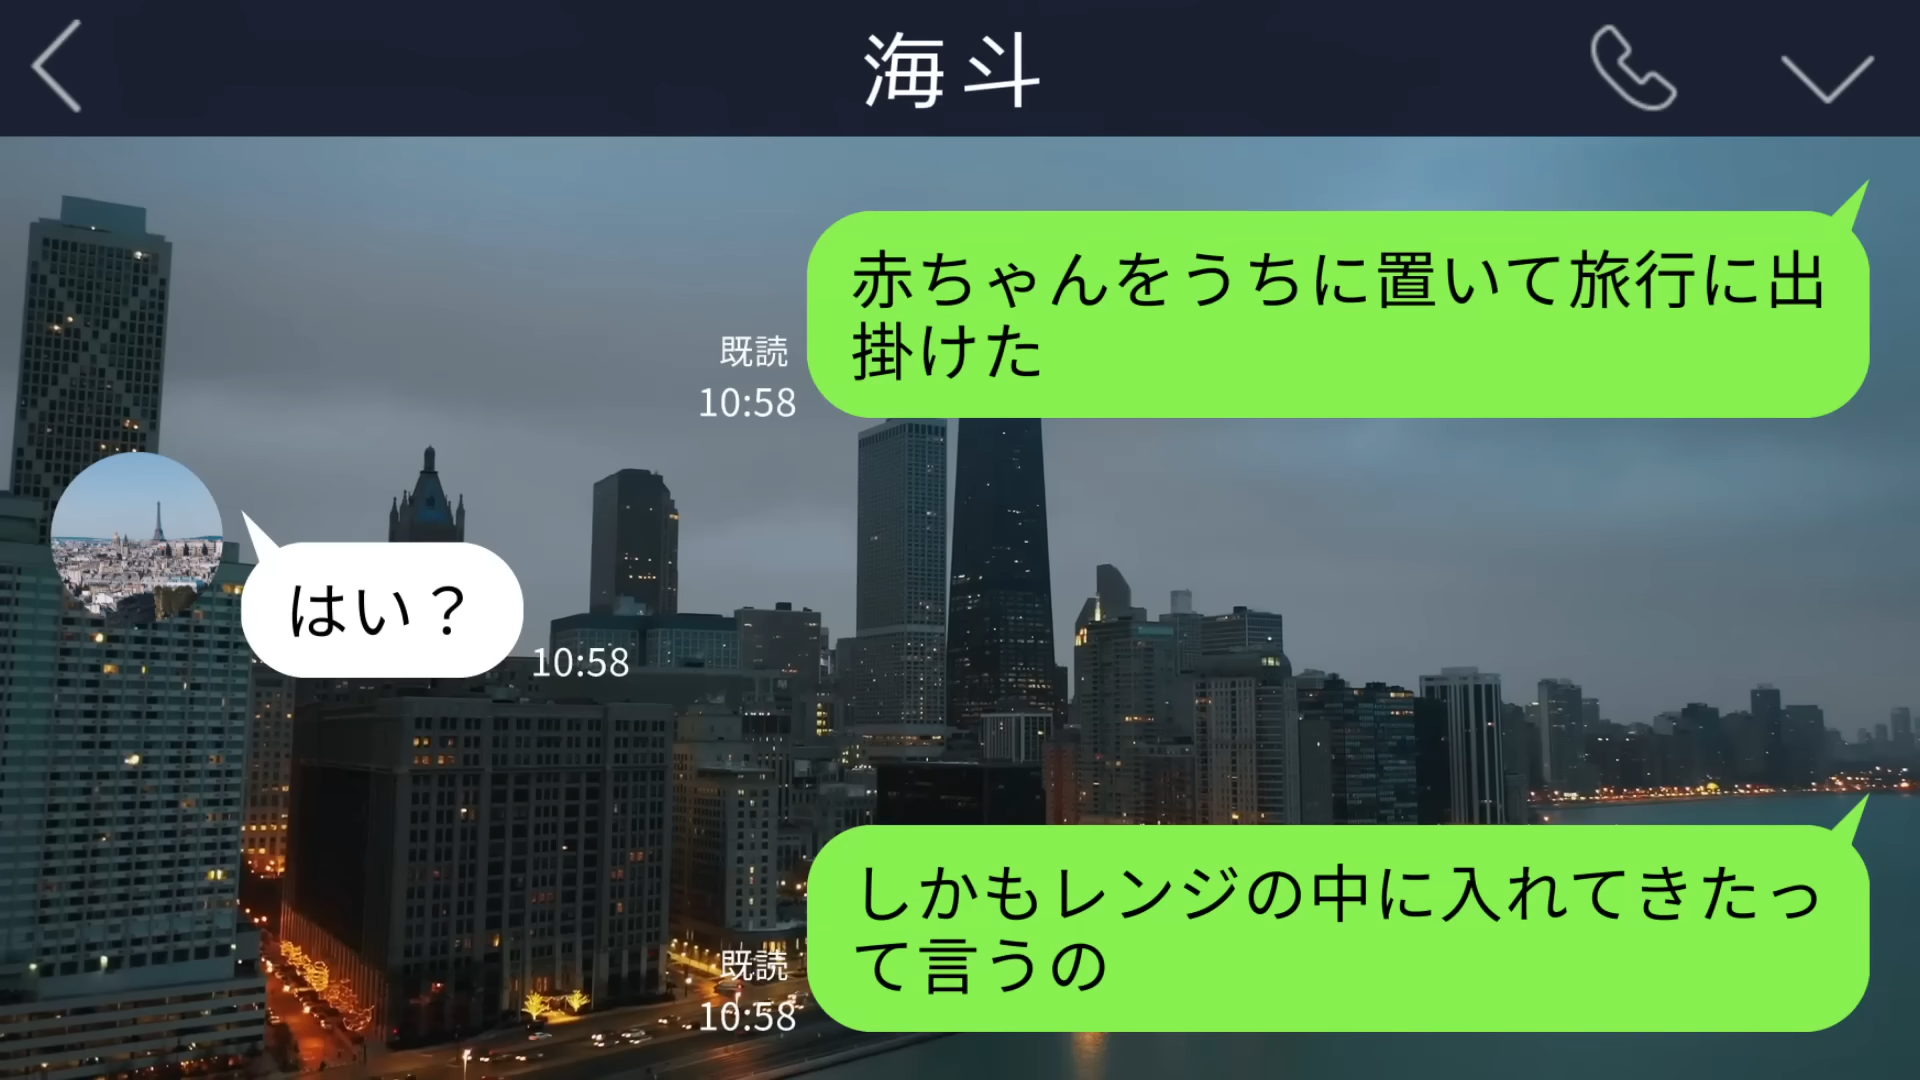 海斗
赤ちゃんをうちに置いて旅行に出
掛けた
既読
10:58
はい？
10:58
しかもレンジの中に入れてきたっ
て言うの
既読
10:58